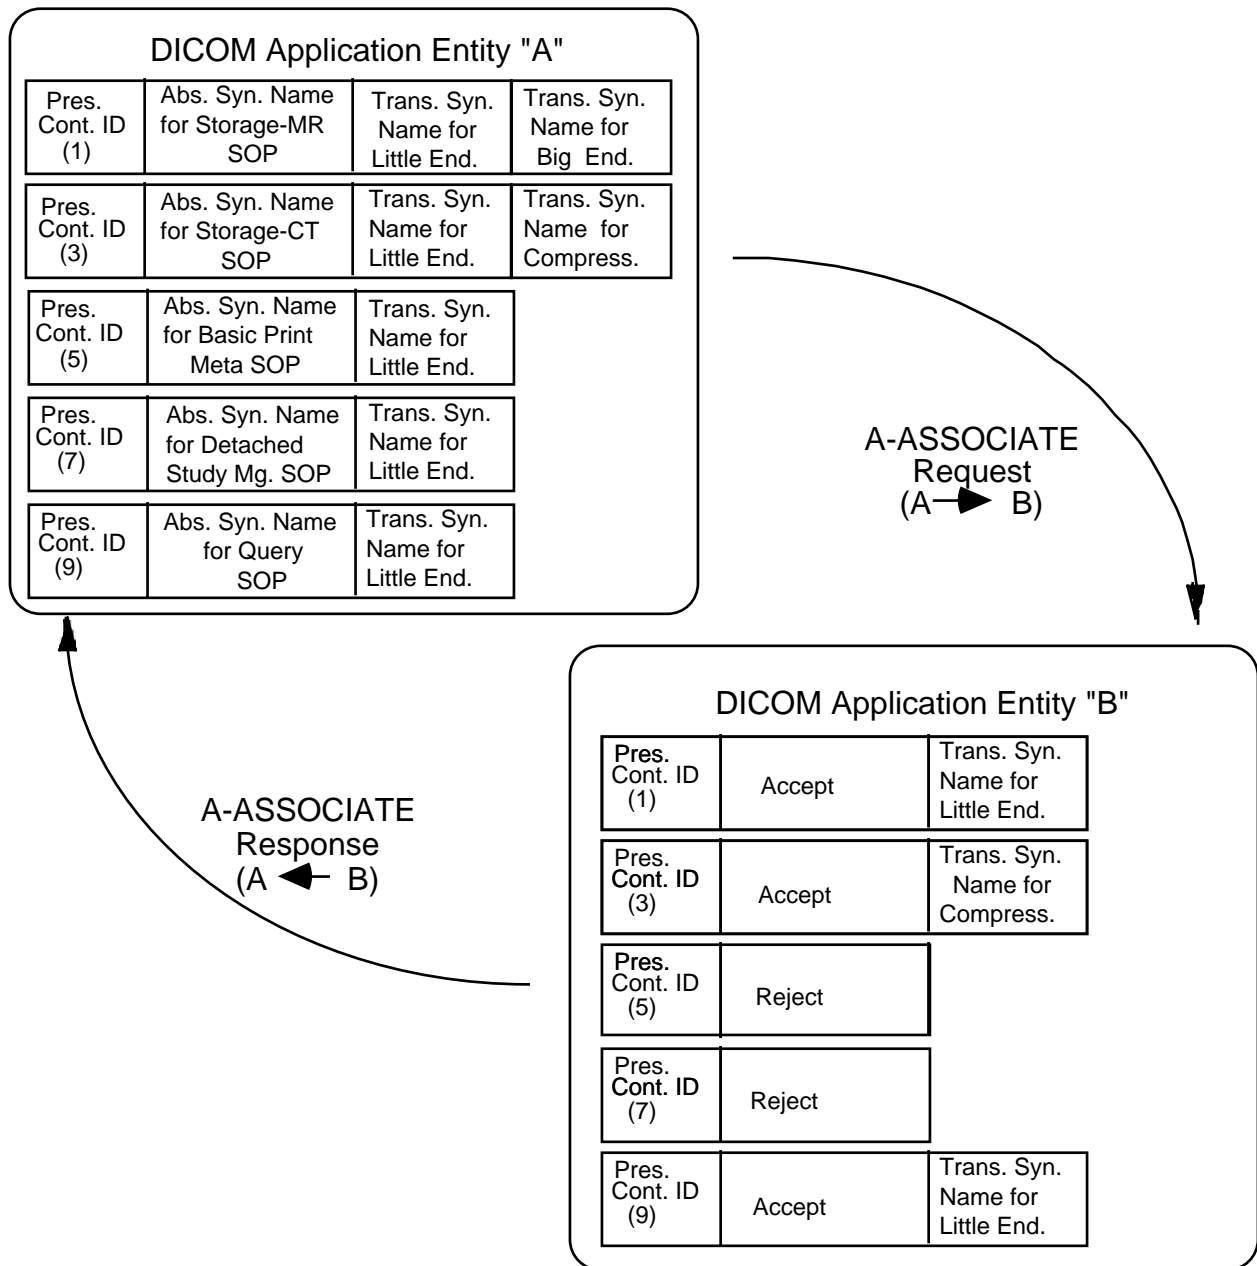 DICOM Application Entity "A"
Pres.
Cont. ID
(1)
Abs. Syn. Name
for Storage-MR
SOP
Trans. Syn.
Name for
Little End.
Trans. Syn.
Name for
Big End.
Pres.
Cont. ID
(3)
Abs. Syn. Name
for Storage-CT
SOP
Trans. Syn.
Name for
Little End.
Trans. Syn.
Name for
Compress.
Pres.
Cont. ID
(5)
Abs. Syn. Name
for Basic Print
Meta SOP
Trans. Syn.
Name for
Little End.
Pres.
Cont. ID
(7)
Abs. Syn. Name
for Detached
Study Mg. SOP
Trans. Syn.
Name for
Little End.
Pres.
Cont. ID
(9)
Abs. Syn. Name
for Query
SOP
Trans. Syn.
Name for
Little End.
A-ASSOCIATE
Request
(A B)
A-ASSOCIATE
Response
(A B)
DICOM Application Entity "B"
Pres.
Cont. ID
(1)
Accept
Trans. Syn.
Name for
Little End.
Pres.
Cont. ID
(3)
Accept
Trans. Syn.
Name for
Compress.
Pres.
Cont. ID
(5)
Reject
Pres.
Cont. ID
(7)
Reject
Pres.
Cont. ID
(9)
Accept
Trans. Syn.
Name for
Little End.